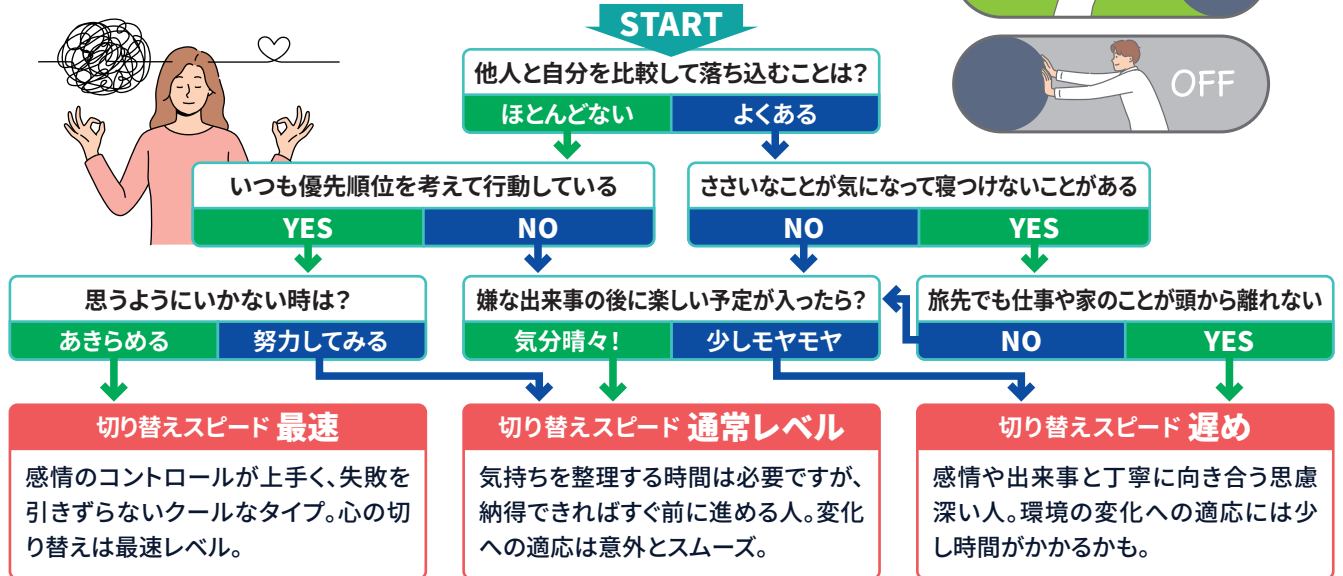 START
OFF
他人と自分を比較して落ち込むことは？
ほとんどない
よくある
いつも優先順位を考えて行動している
YES
NO
ささいなことが気になって寝つけないことがある
NO
YES
思うようにいかない時は？
あきらめる
努力してみる
嫌な出来事の後に楽しい予定が入ったら？
気分晴々！
少しモヤモヤ
旅先でも仕事や家のことが頭から離れない
NO
YES
切り替えスピード 最速
感情のコントロールが上手く、失敗を
引きずらないクールなタイプ。心の切
り替えは最速レベル。
切り替えスピード 通常レベル
気持ちを整理する時間は必要ですが、
納得できればすぐ前に進める人。変化
への適応は意外とスムーズ。
切り替えスピード 遅め
感情や出来事と丁寧に向き合う思慮
深い人。環境の変化への適応には少
し時間がかかるかも。